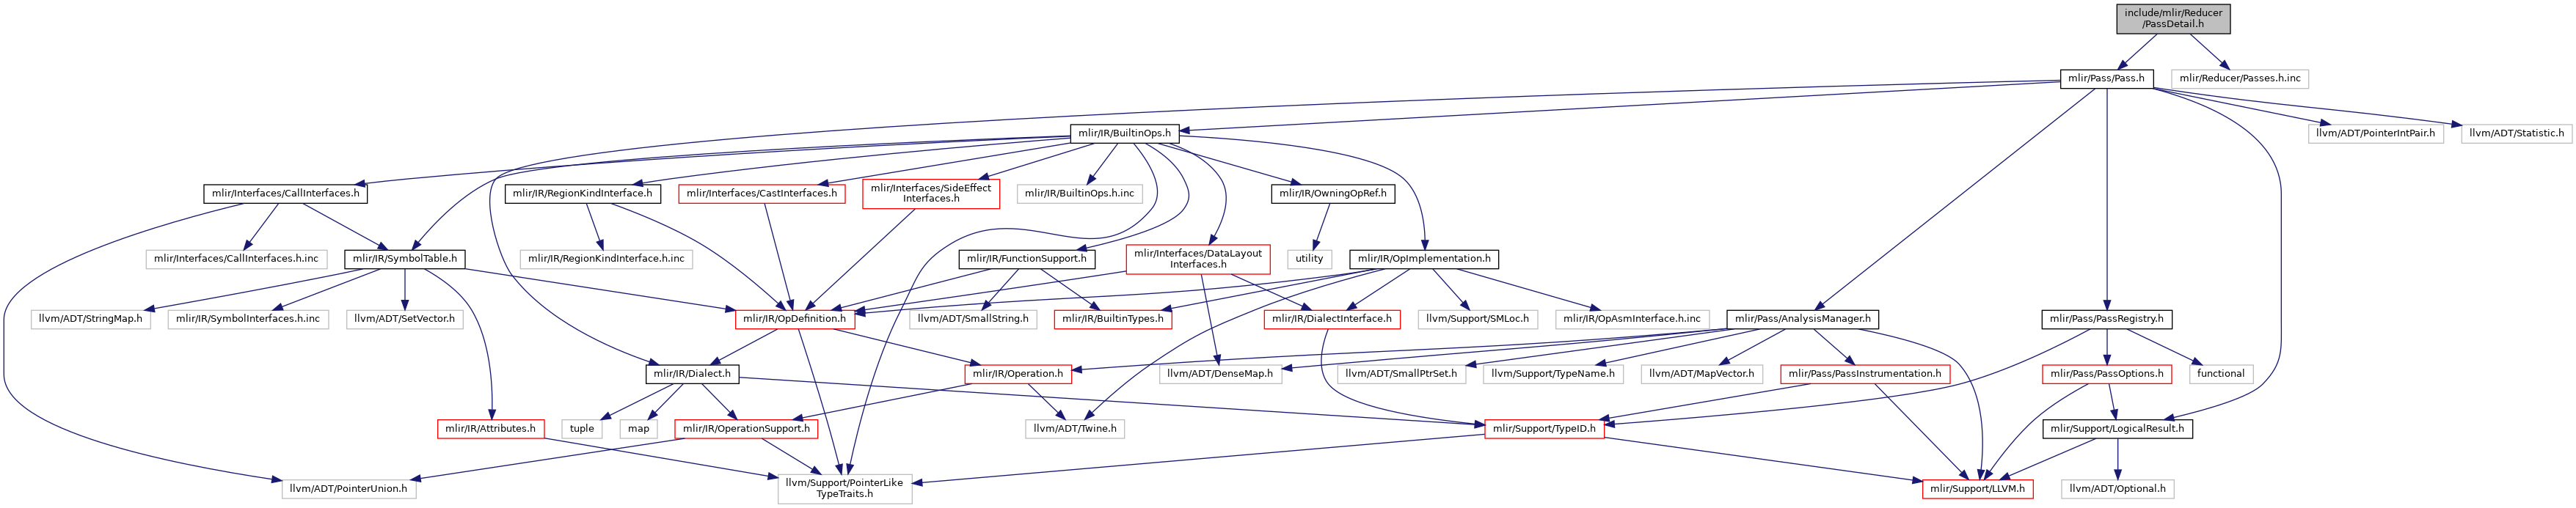 include/mlir/Reducer
/PassDetail.h
mlir/Pass/Pass.h
mlir/Reducer/Passes.h.inc
mlir/IR/BuiltinOps.h
llvm/ADT/PointerIntPair.h
llvm/ADT/Statistic.h
mlir/Interfaces/CallInterfaces.h
mlir/IR/RegionKindInterface.h
mlir/Interfaces/CastInterfaces.h
mlir/Interfaces/SideEffect
Interfaces.h
mlir/IR/BuiltinOps.h.inc
mlir/IR/OwningOpRef.h
mlir/Interfaces/CallInterfaces.h.inc
mlir/IR/SymbolTable.h
mlir/IR/RegionKindInterface.h.inc
mlir/IR/FunctionSupport.h
mlir/Interfaces/DataLayout
Interfaces.h
utility
mlir/IR/OpImplementation.h
llvm/ADT/StringMap.h
mlir/IR/SymbolInterfaces.h.inc
llvm/ADT/SetVector.h
mlir/IR/OpDefinition.h
llvm/ADT/SmallString.h
mlir/IR/BuiltinTypes.h
mlir/IR/DialectInterface.h
llvm/Support/SMLoc.h
mlir/IR/OpAsmInterface.h.inc
mlir/Pass/AnalysisManager.h
mlir/Pass/PassRegistry.h
mlir/IR/Dialect.h
mlir/IR/Operation.h
llvm/ADT/DenseMap.h
llvm/ADT/SmallPtrSet.h
llvm/Support/TypeName.h
llvm/ADT/MapVector.h
mlir/Pass/PassInstrumentation.h
mlir/Pass/PassOptions.h
functional
mlir/IR/Attributes.h
tuple
map
mlir/IR/OperationSupport.h
llvm/ADT/Twine.h
mlir/Support/TypeID.h
mlir/Support/LogicalResult.h
llvm/ADT/PointerUnion.h
llvm/Support/PointerLike
TypeTraits.h
mlir/Support/LLVM.h
llvm/ADT/Optional.h